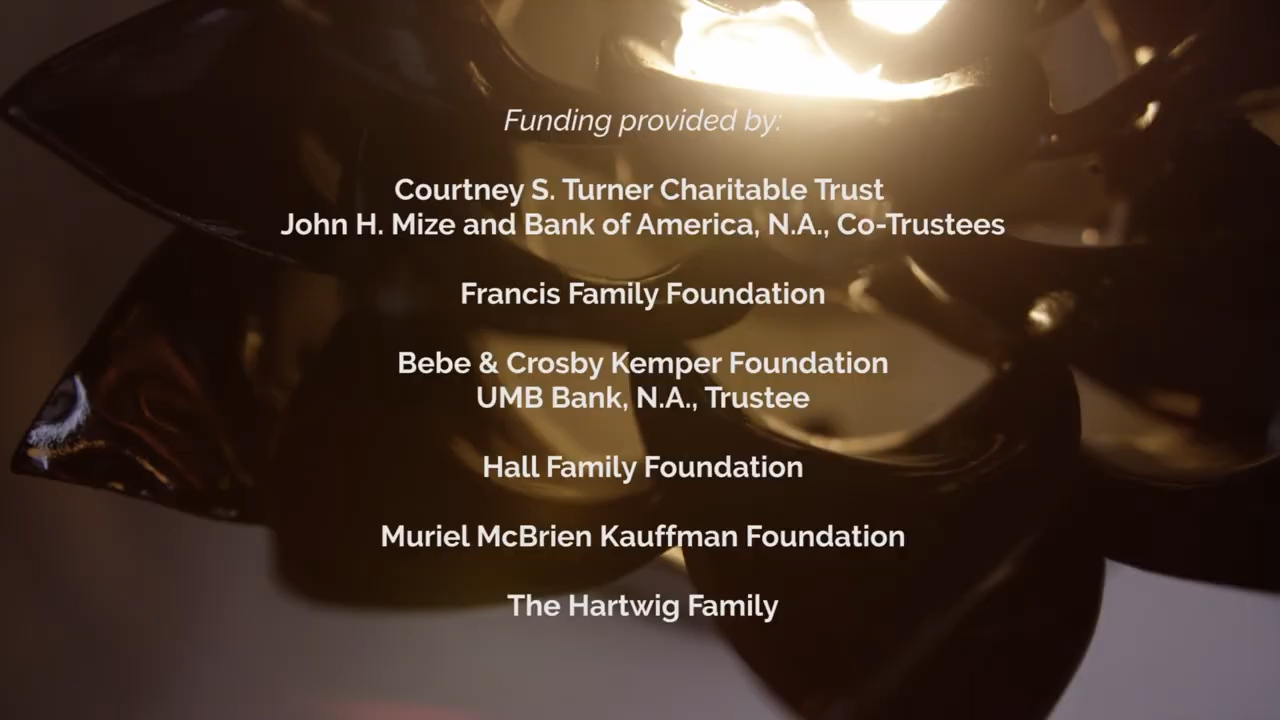 Funding provided by:
Courtney S. Turner Charitable Trust
John H. Mize and Bank of America, N.A., Co-Trustees
Francis Family Foundation
Bebe & Crosby Kemper Foundation
UMB Bank, N.A., Trustee
Hall Family Foundation
Muriel McBrien Kauffman Foundation
The Hartwig Family